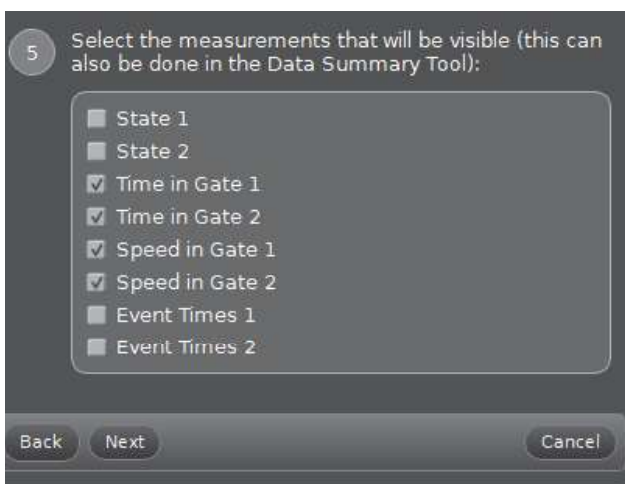 5
Select the measurements that will be visible (this can
also be done in the Data Summary Tool):
State 1
State 2
Time in Gate 1
Time in Gate 2
Speed in Gate 1
Speed in Gate 2
Event Times 1
Event Times 2
Back
Next
Cancel